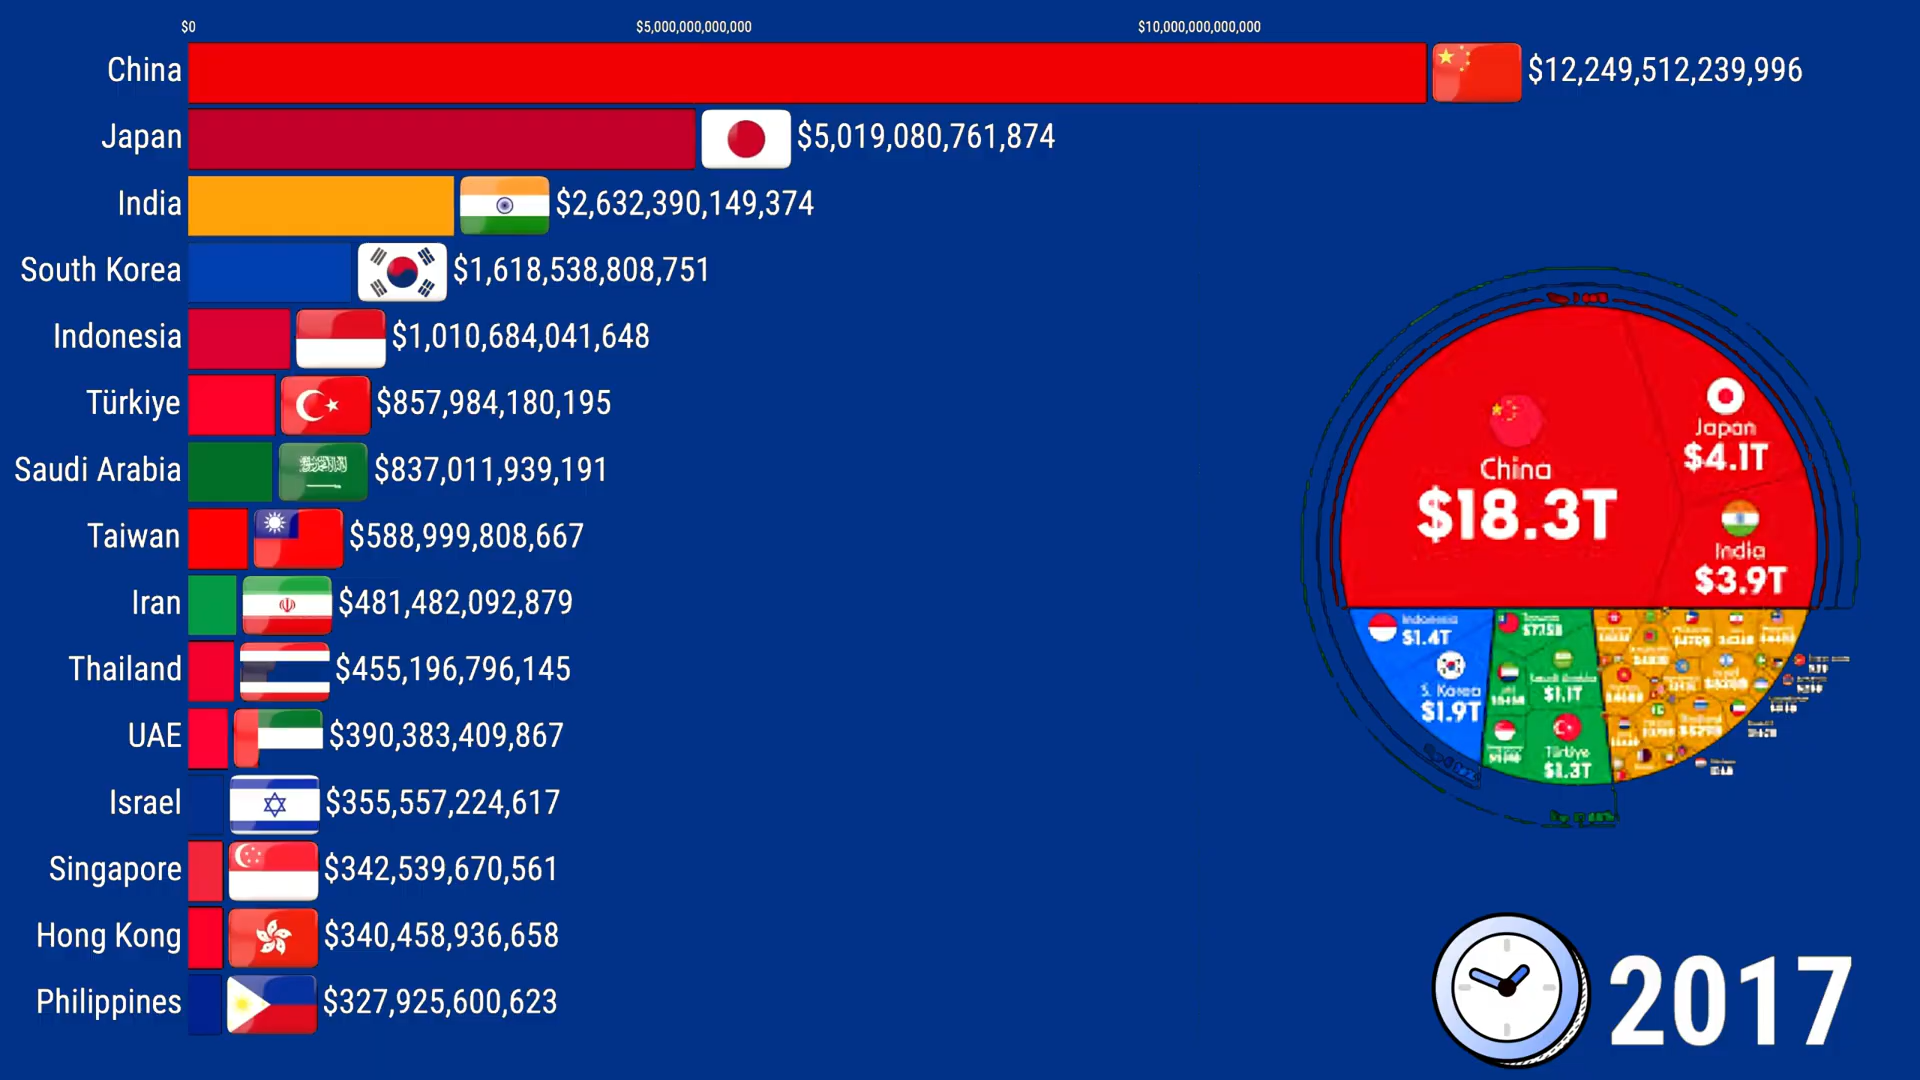 $0 $5,000,000,000,000 $10,000,000,000,000
China $12,249,512,239,996
Japan $5,019,080,761,874
India $2,632,390,149,374
South Korea $1,618,538,808,751
Indonesia $1,010,684,041,648
Türkiye $857,984,180,195
Saudi Arabia $837,011,939,191
Taiwan $588,999,808,667
Iran $481,482,092,879
Thailand $455,196,796,145
UAE $390,383,409,867
Israel $355,557,224,617
Singapore $342,539,670,561
Hong Kong $340,458,936,658
Philippines $327,925,600,623
China
$18.3T
Japan
$4.1T
India
$3.9T
Indonesia
$1.4T
S. Korea
$1.9T
$775B
Saudi Arabia
$1.1T
Türkiye
$1.3T
2017